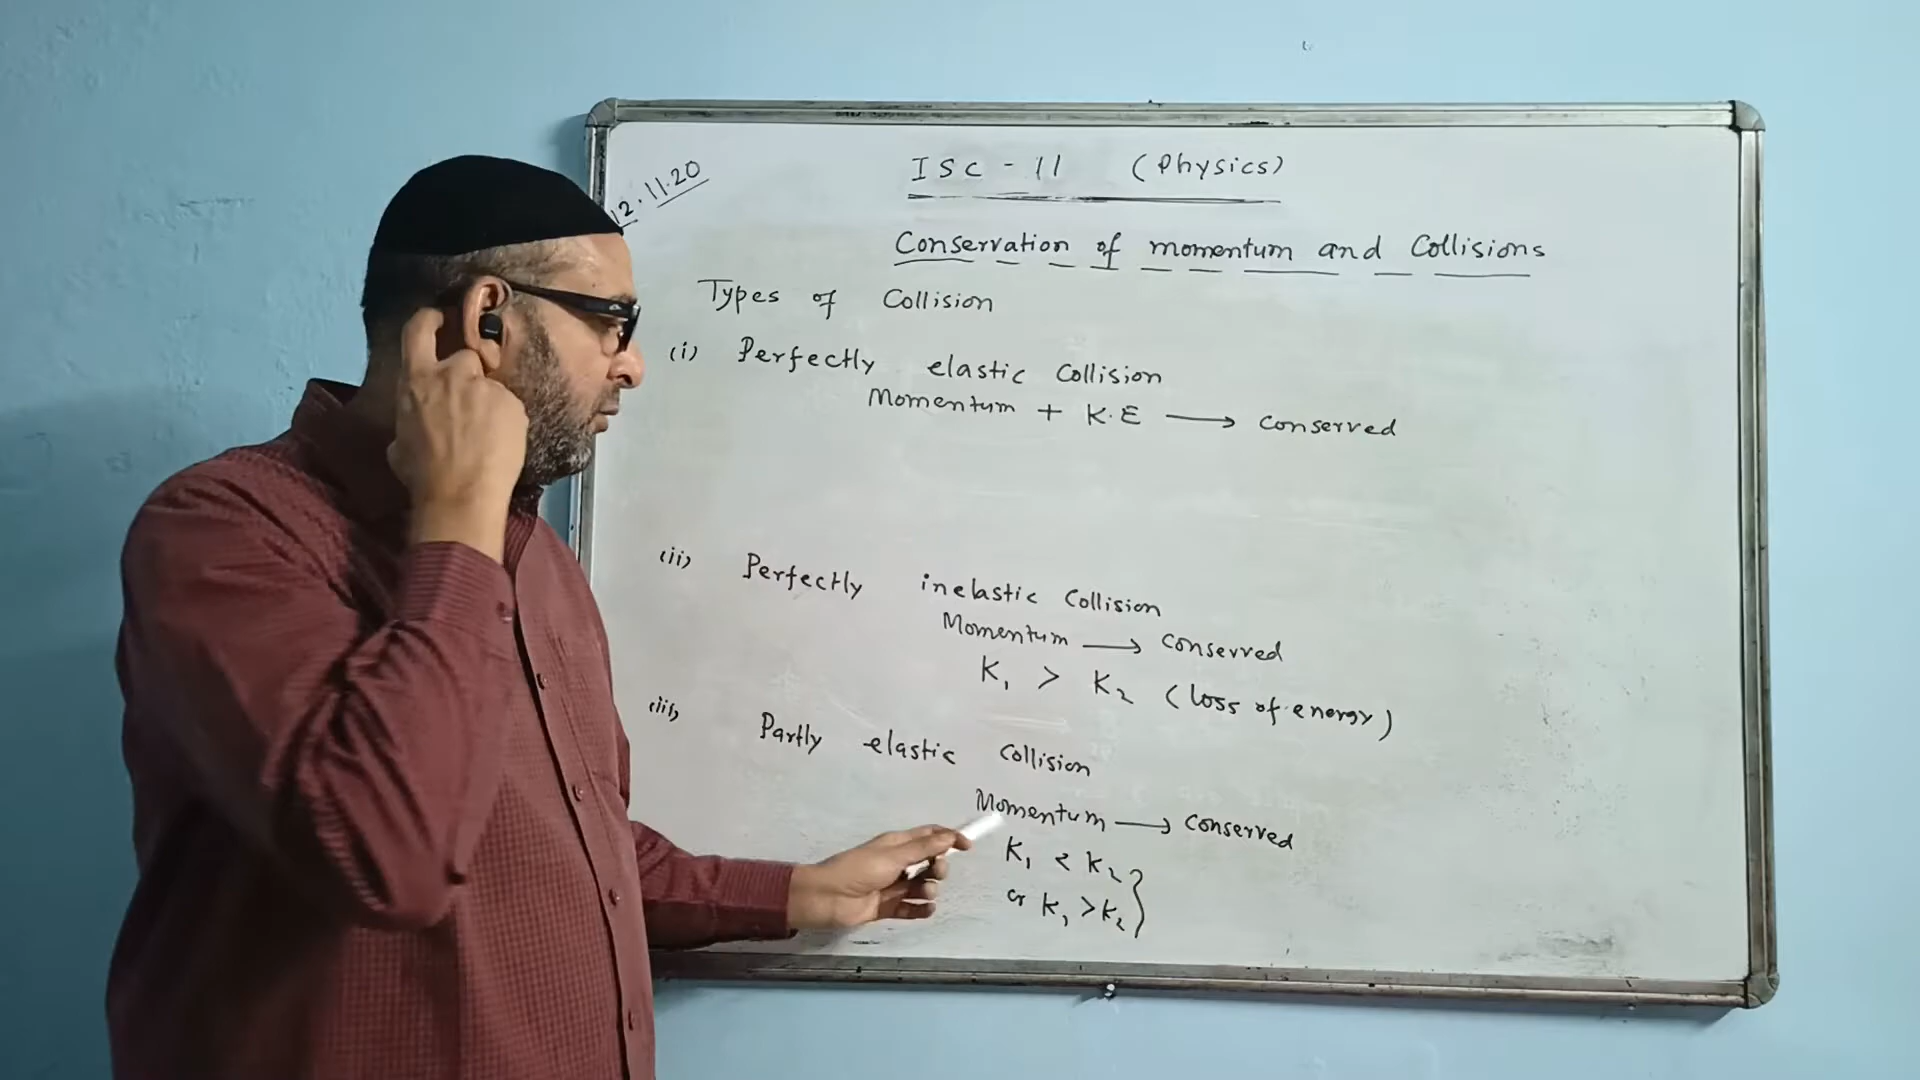 12.11.20
ISC - 11 (Physics)
Conservation of momentum and Collisions
Types of Collision
(i) Perfectly elastic Collision
Momentum + K.E ⟶ Conserved
(ii) Perfectly inelastic Collision
Momentum ⟶ Conserved
K₁ > K₂ (loss of energy)
(iii) Partly elastic Collision
Momentum ⟶ Conserved
K₁ < K₂
or K₁ > K₂ }